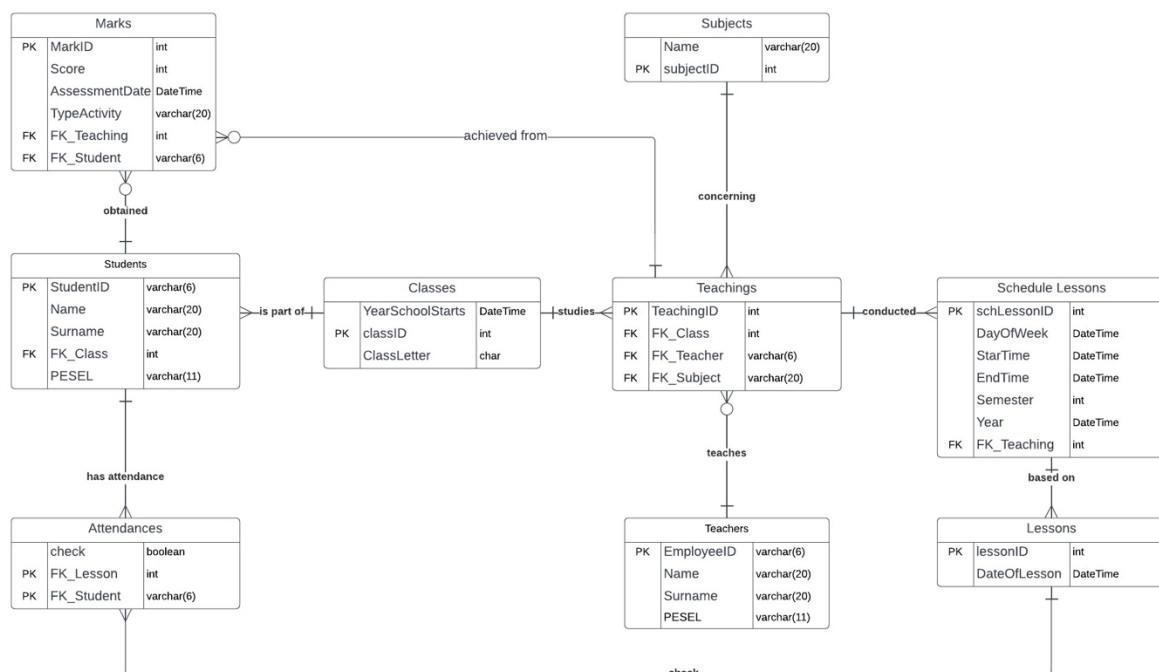 Marks
PK MarkID int
Score int
AssessmentDate DateTime
TypeActivity varchar(20)
FK FK_Teaching int
FK FK_Student varchar(6)
Subjects
Name varchar(20)
PK subjectID int
achieved from
obtained
concerning
Students
PK StudentID varchar(6)
Name varchar(20)
Surname varchar(20)
FK FK_Class int
PESEL varchar(11)
is part of
Classes
YearSchoolStarts DateTime
PK classID int
ClassLetter char
studies
Teachings
PK TeachingID int
FK FK_Class int
FK FK_Teacher varchar(6)
FK FK_Subject varchar(20)
conducted
Schedule Lessons
PK schLessonID int
DayOfWeek DateTime
StarTime DateTime
EndTime DateTime
Semester int
Year DateTime
FK FK_Teaching int
has attendance
teaches
based on
Attendances
check boolean
PK FK_Lesson int
PK FK_Student varchar(6)
Teachers
PK EmployeeID varchar(6)
Name varchar(20)
Surname varchar(20)
PESEL varchar(11)
Lessons
PK lessonID int
DateOfLesson DateTime
check